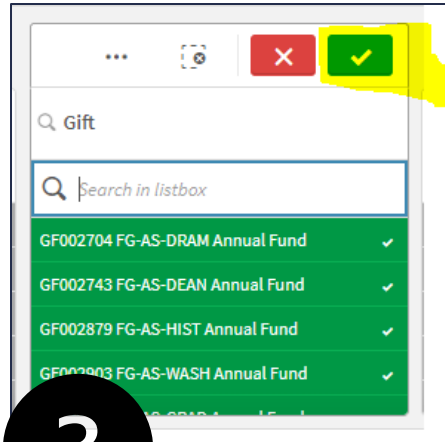 Gift
Search in listbox
GF002704 FG-AS-DRAM Annual Fund
GF002743 FG-AS-DEAN Annual Fund
GF002879 FG-AS-HIST Annual Fund
GF002903 FG-AS-WASH Annual Fund